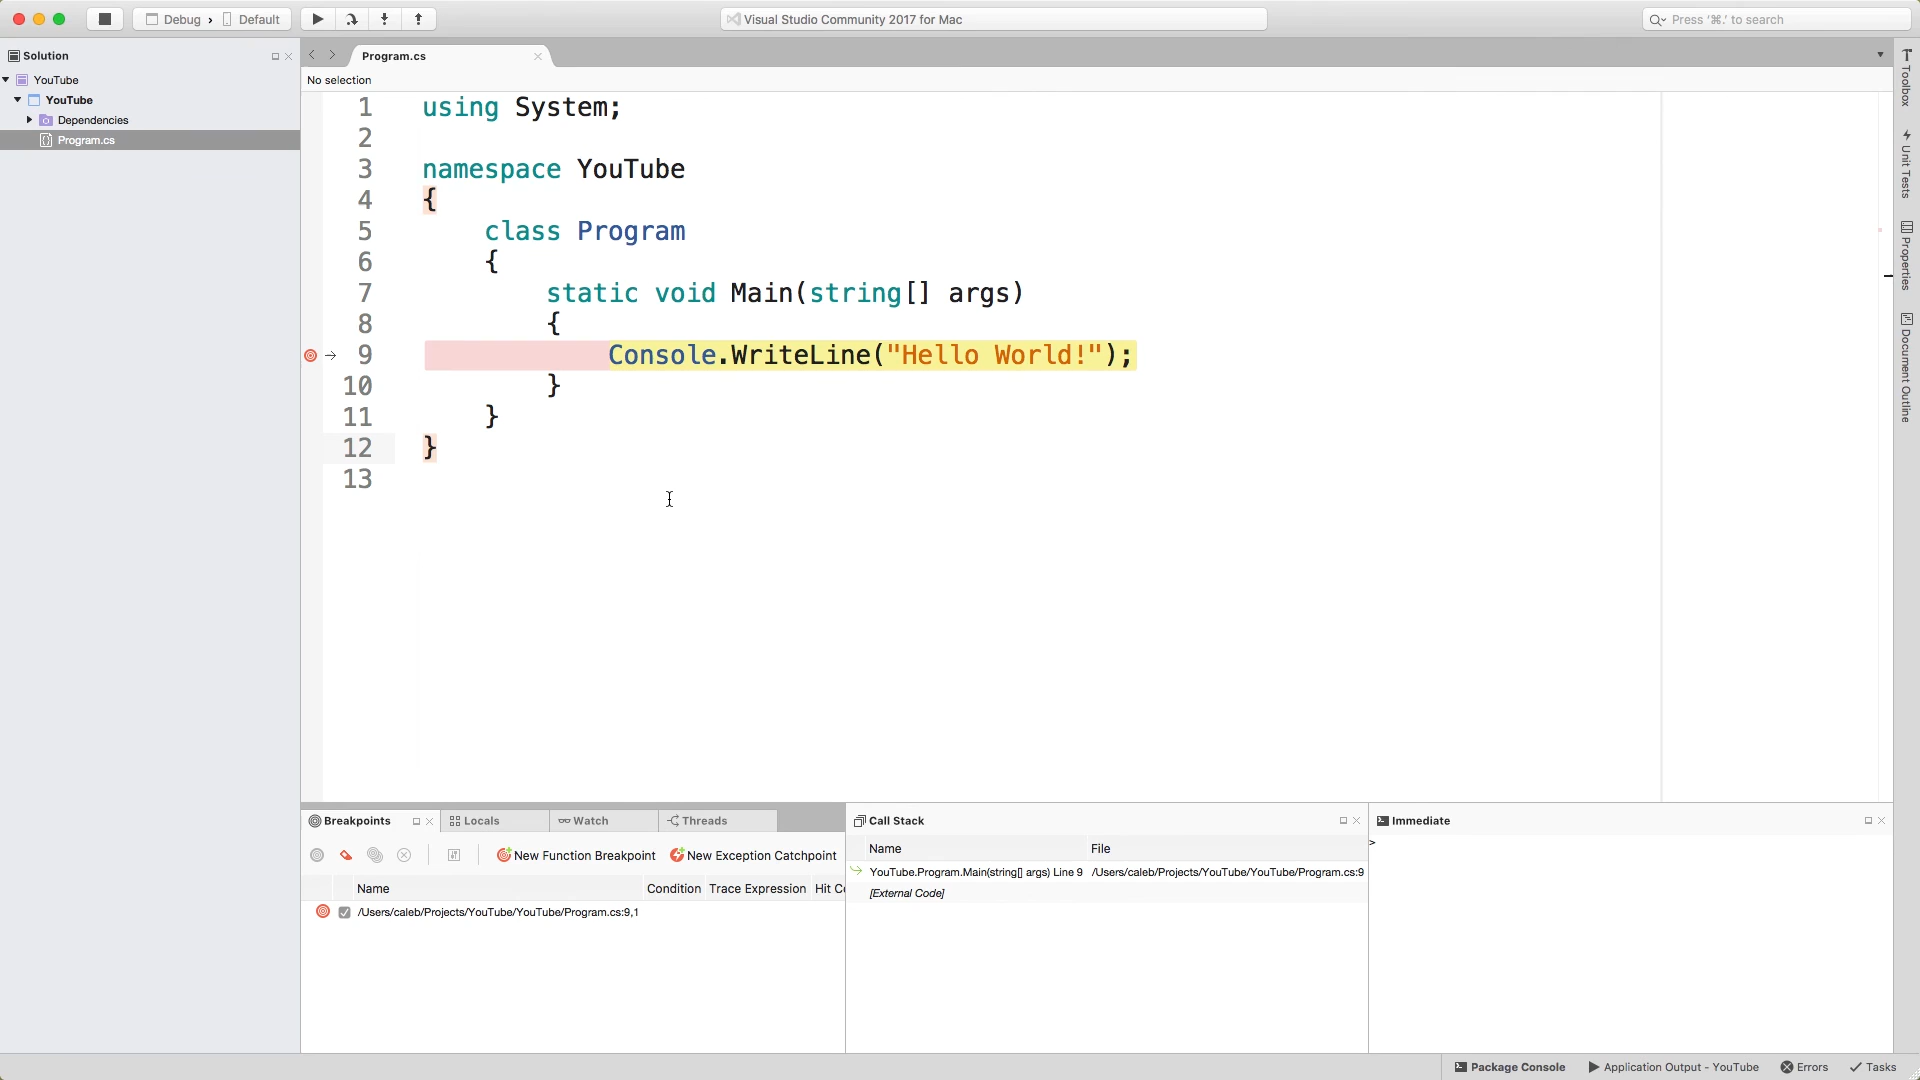 Debug › Default
Visual Studio Community 2017 for Mac
Press '⌘.' to search
Solution
YouTube
YouTube
Dependencies
Program.cs
Program.cs
No selection
1 using System;
2
3 namespace YouTube
4 {
5 class Program
6 {
7 static void Main(string[] args)
8 {
9 Console.WriteLine("Hello World!");
10 }
11 }
12 }
13
Toolbox
Unit Tests
Properties
Document Outline
Breakpoints
Locals
Watch
Threads
New Function Breakpoint
New Exception Catchpoint
Name Condition Trace Expression Hit Co
/Users/caleb/Projects/YouTube/YouTube/Program.cs:9,1
Call Stack
Name File
YouTube.Program.Main(string[] args) Line 9 /Users/caleb/Projects/YouTube/YouTube/Program.cs:9
[External Code]
Immediate
>
Package Console
Application Output - YouTube
Errors
Tasks